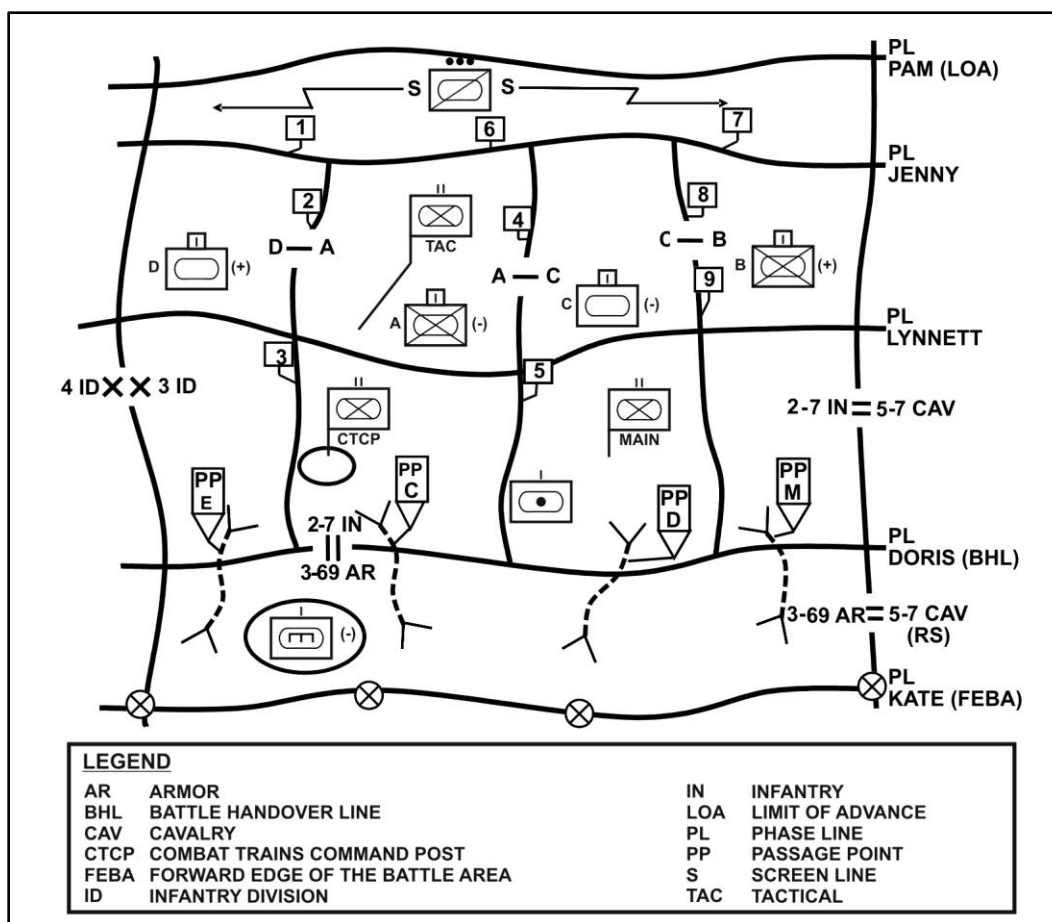 PL
PAM (LOA)
S S
1
6
7
PL
JENNY
2
II
TAC
4
8
D A
C B
I
D (+)
A C
I
C (-)
I
B (+)
9
I
A (-)
PL
LYNNETT
3
5
4 ID 3 ID
II
CTCP
II
MAIN
2-7 IN 5-7 CAV
PP
E
PP
C
I
PP
D
PP
M
2-7 IN
3-69 AR
PL
DORIS (BHL)
I
(-)
3-69 AR 5-7 CAV
(RS)
PL
KATE (FEBA)
LEGEND
AR ARMOR
BHL BATTLE HANDOVER LINE
CAV CAVALRY
CTCP COMBAT TRAINS COMMAND POST
FEBA FORWARD EDGE OF THE BATTLE AREA
ID INFANTRY DIVISION
IN INFANTRY
LOA LIMIT OF ADVANCE
PL PHASE LINE
PP PASSAGE POINT
S SCREEN LINE
TAC TACTICAL